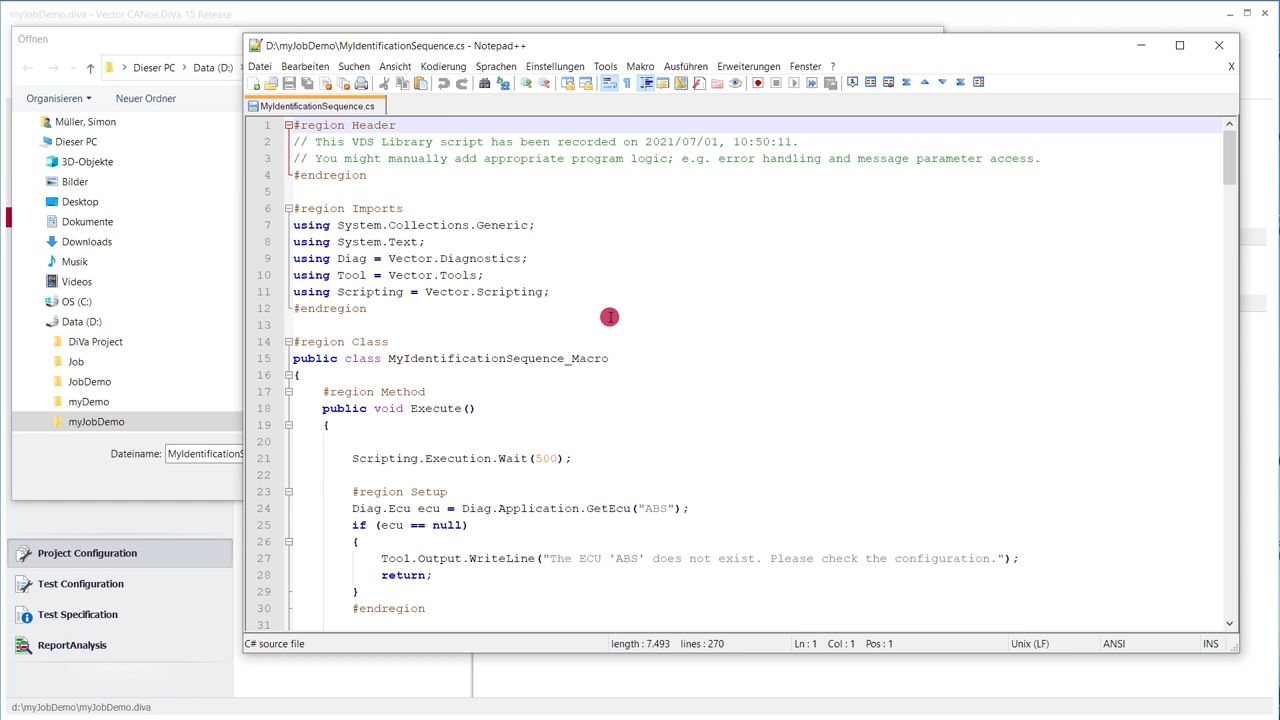 myJobDemo.diva - Vector CANoe.DiVa 15 Release
Öffnen
Dieser PC
Data (D:)
Organisieren
Neuer Ordner
Müller, Simon
Dieser PC
3D-Objekte
Bilder
Desktop
Dokumente
Downloads
Musik
Videos
OS (C:)
Data (D:)
DiVa Project
Job
JobDemo
myDemo
myJobDemo
Dateiname:
MyIdentificationS
Project Configuration
Test Configuration
Test Specification
ReportAnalysis
d:\myJobDemo\myJobDemo.diva
D:\myJobDemo\MyIdentificationSequence.cs - Notepad++
Datei Bearbeiten Suchen Ansicht Kodierung Sprachen Einstellungen Tools Makro Ausführen Erweiterungen Fenster ? X
MyIdentificationSequence.cs
1 #region Header
2 // This VDS Library script has been recorded on 2021/07/01, 10:50:11.
3 // You might manually add appropriate program logic; e.g. error handling and message parameter access.
4 #endregion
5
6 #region Imports
7 using System.Collections.Generic;
8 using System.Text;
9 using Diag = Vector.Diagnostics;
10 using Tool = Vector.Tools;
11 using Scripting = Vector.Scripting;
12 #endregion
13
14 #region Class
15 public class MyIdentificationSequence_Macro
16 {
17 #region Method
18 public void Execute()
19 {
20
21 Scripting.Execution.Wait(500);
22
23 #region Setup
24 Diag.Ecu ecu = Diag.Application.GetEcu("ABS");
25 if (ecu == null)
26 {
27 Tool.Output.WriteLine("The ECU 'ABS' does not exist. Please check the configuration.");
28 return;
29 }
30 #endregion
31
C# source file length : 7.493 lines : 270 Ln : 1 Col : 1 Pos : 1 Unix (LF) ANSI INS